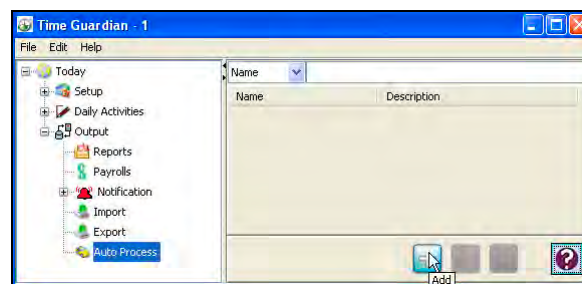 Time Guardian - 1
File Edit Help
Today
Setup
Daily Activities
Output
Reports
Payrolls
Notification
Import
Export
Auto Process
Name
Name Description
Add